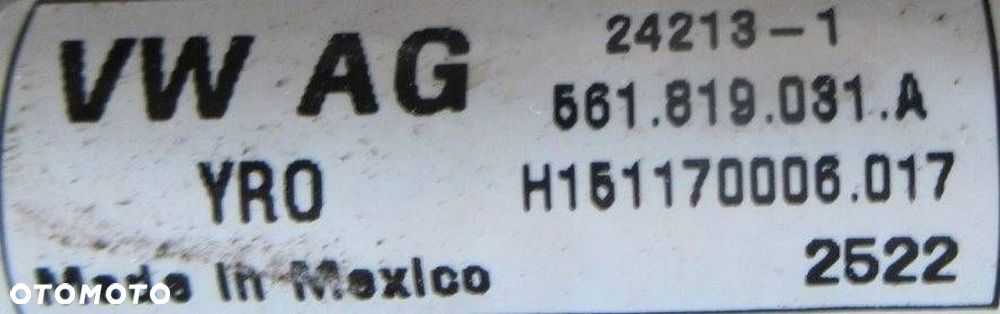 VW AG
24213-1
561.819.031.A
YRO
H151170006.017
2522
Made In Mexico
OTOMOTO